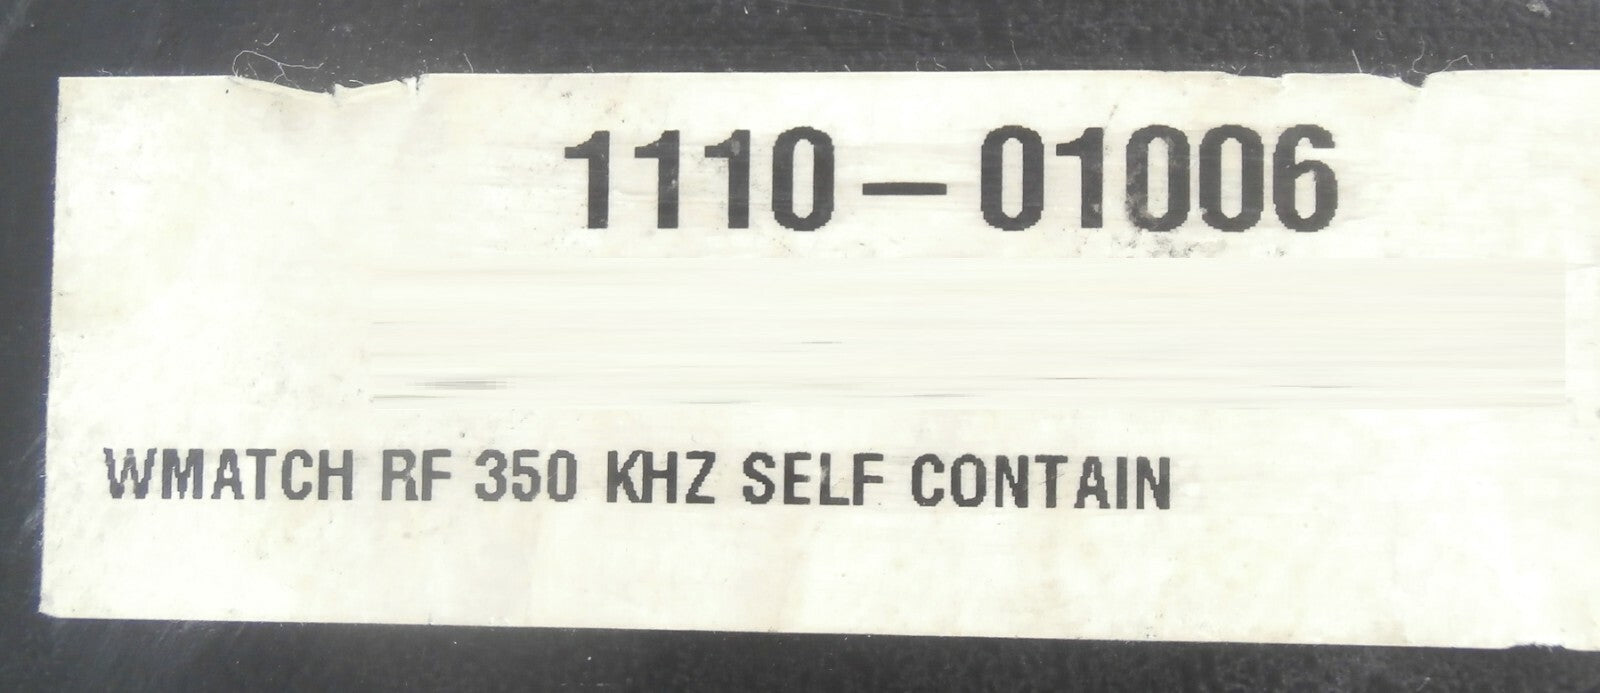 1110-01006
WMATCH RF 350 KHZ SELF CONTAIN